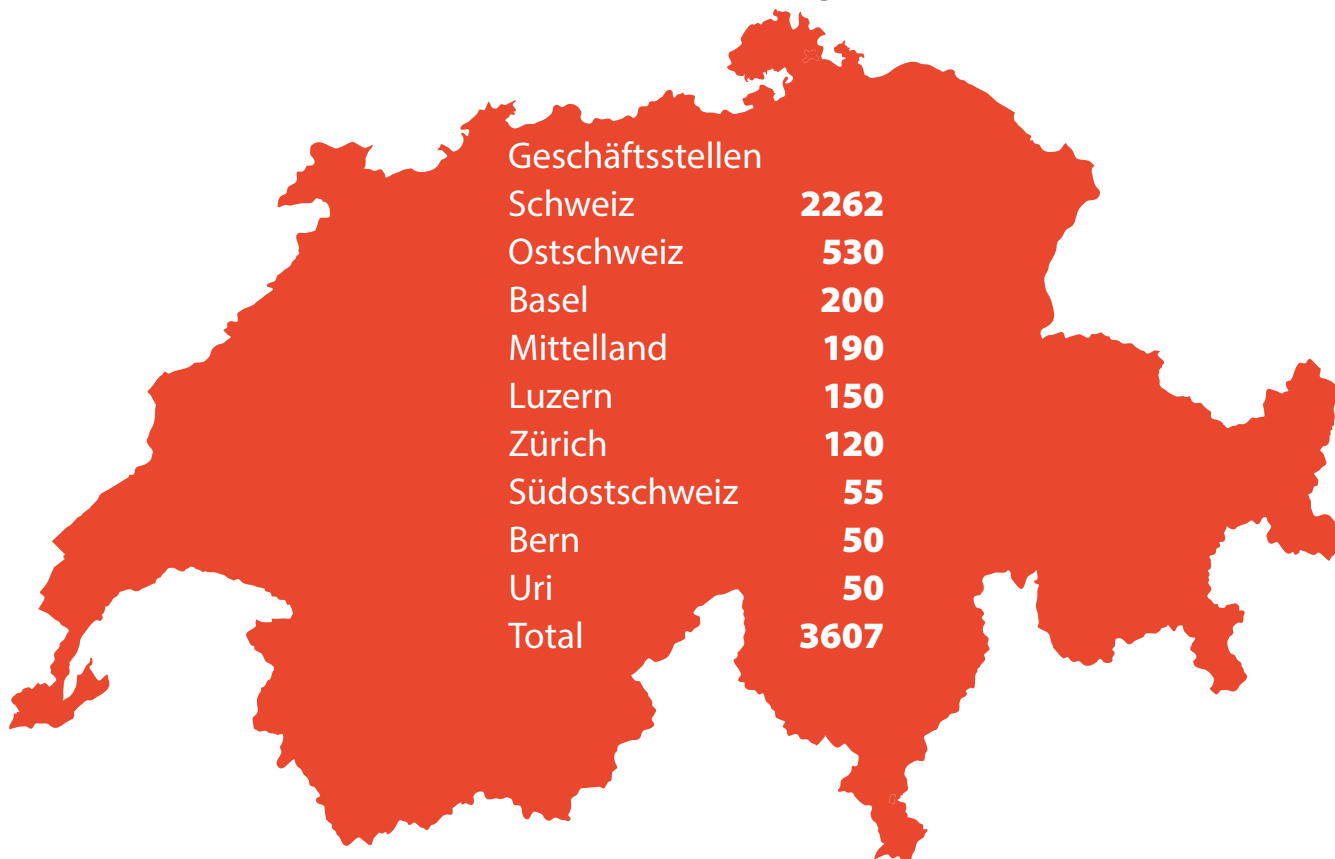 Geschäftsstellen
Schweiz 2262
Ostschweiz 530
Basel 200
Mittelland 190
Luzern 150
Zürich 120
Südostschweiz 55
Bern 50
Uri 50
Total 3607